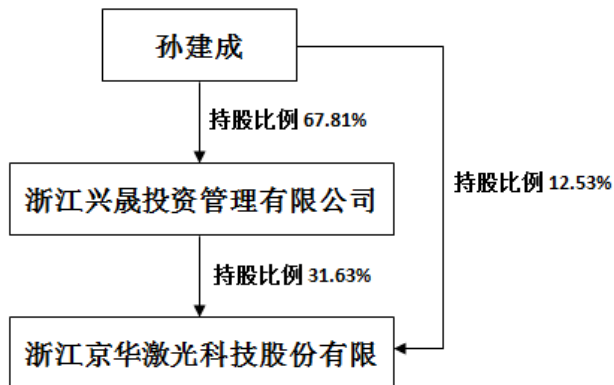 孙建成
持股比例 67.81%
浙江兴晟投资管理有限公司
持股比例 12.53%
持股比例 31.63%
浙江京华激光科技股份有限